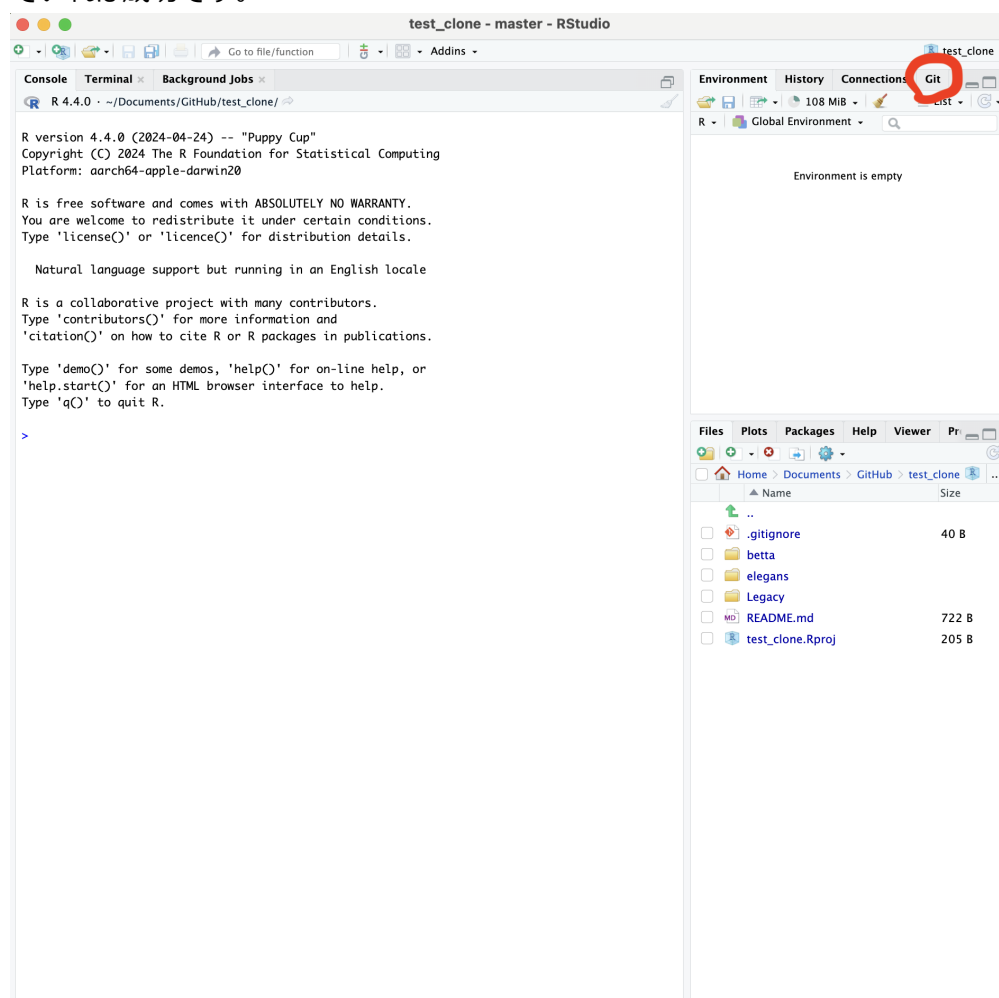 test_clone - master - RStudio
Go to file/function
Addins
test_clone
Console Terminal Background Jobs
R 4.4.0 · ~/Documents/GitHub/test_clone/
R version 4.4.0 (2024-04-24) -- "Puppy Cup"
Copyright (C) 2024 The R Foundation for Statistical Computing
Platform: aarch64-apple-darwin20
R is free software and comes with ABSOLUTELY NO WARRANTY.
You are welcome to redistribute it under certain conditions.
Type 'license()' or 'licence()' for distribution details.
Natural language support but running in an English locale
R is a collaborative project with many contributors.
Type 'contributors()' for more information and
'citation()' on how to cite R or R packages in publications.
Type 'demo()' for some demos, 'help()' for on-line help, or
'help.start()' for an HTML browser interface to help.
Type 'q()' to quit R.
>
Environment History Connections Git
108 MiB List
R Global Environment
Environment is empty
Files Plots Packages Help Viewer Pr
Home > Documents > GitHub > test_clone ..
Name Size
..
.gitignore 40 B
betta
elegans
Legacy
MD README.md 722 B
test_clone.Rproj 205 B